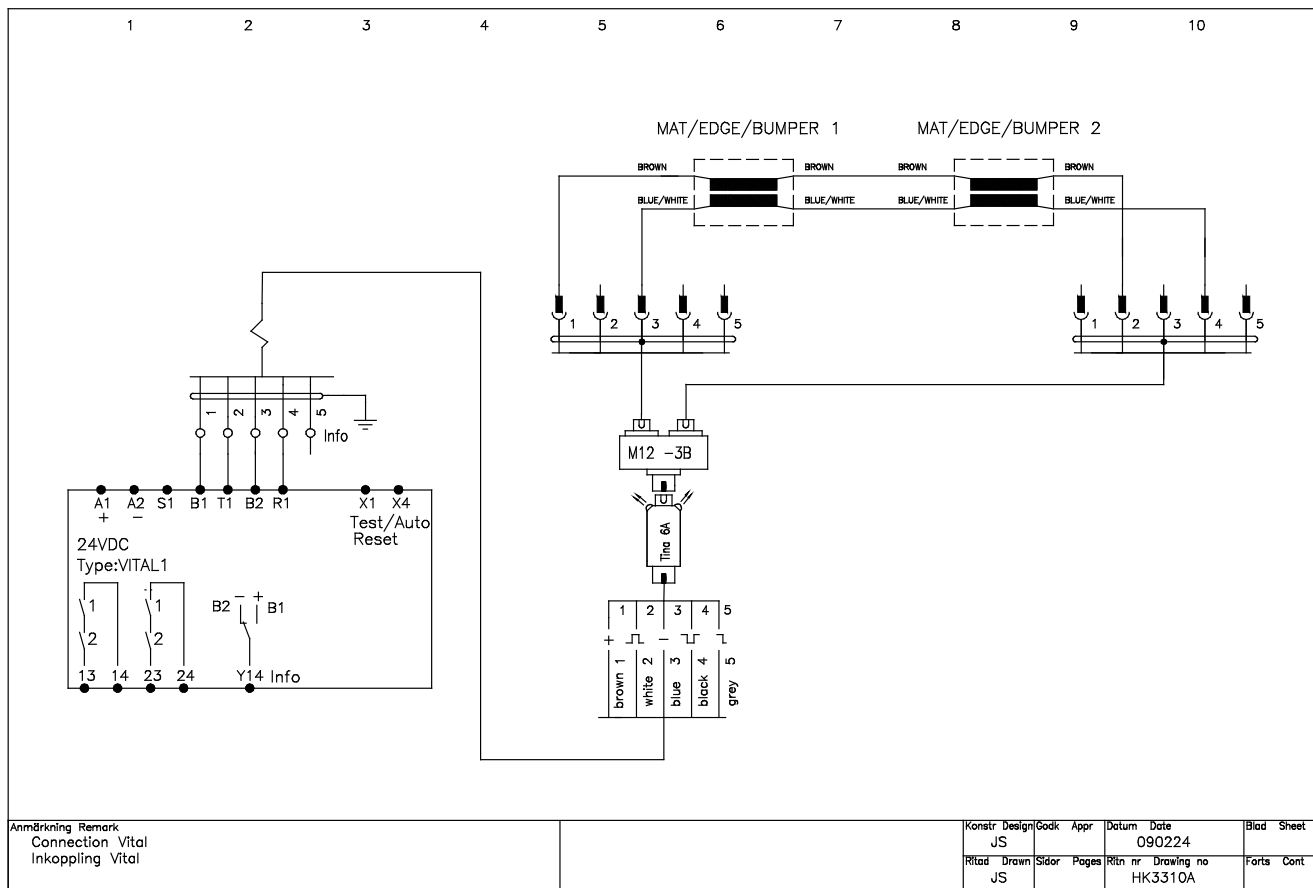 1 2 3 4 5 6 7 8 9 10
MAT/EDGE/BUMPER 1 MAT/EDGE/BUMPER 2
BROWN BROWN BROWN BROWN
BLUE/WHITE BLUE/WHITE BLUE/WHITE BLUE/WHITE
1 2 3 4 5 1 2 3 4 5
1 2 3 4 5
Info
M12 -3B
A1 A2 S1 B1 T1 B2 R1 X1 X4
+ -
Test/Auto
Reset
24VDC
Type:VITAL1
Tina 6A
1 1 B2 - + B1
2 2
13 14 23 24 Y14 Info
1 2 3 4 5
+ -
brown 1
white 2
blue 3
black 4
grey 5
Anmärkning Remark
Connection Vital
Inkoppling Vital
Konstr Design Godk Appr Datum Date Blad Sheet
JS 090224
Ritad Drawn Sidor Pages Ritn nr Drawing no Forts Cont
JS HK3310A